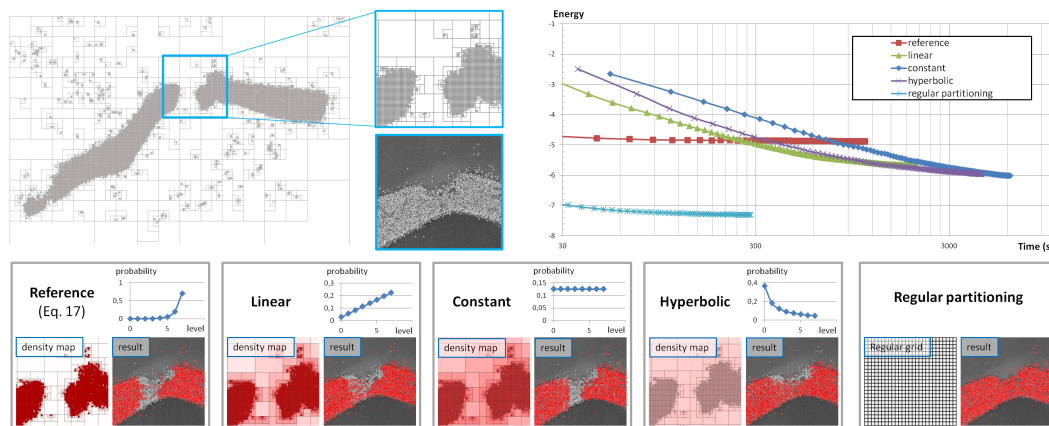 Energy
-1
-2
-3
-4
-5
-6
-7
-8
30
300
3000
Time (s
reference
linear
constant
hyperbolic
regular partitioning
Reference
(Eq. 17)
probability
1
0,5
0
0
5
level
density map
result
Linear
probability
0,3
0,2
0,1
0
0
5
level
density map
result
Constant
probability
0,15
0,1
0,05
0
0
5
level
density map
result
Hyperbolic
probability
0,4
0,2
0
0
5
level
density map
result
Regular partitioning
Regular grid
result